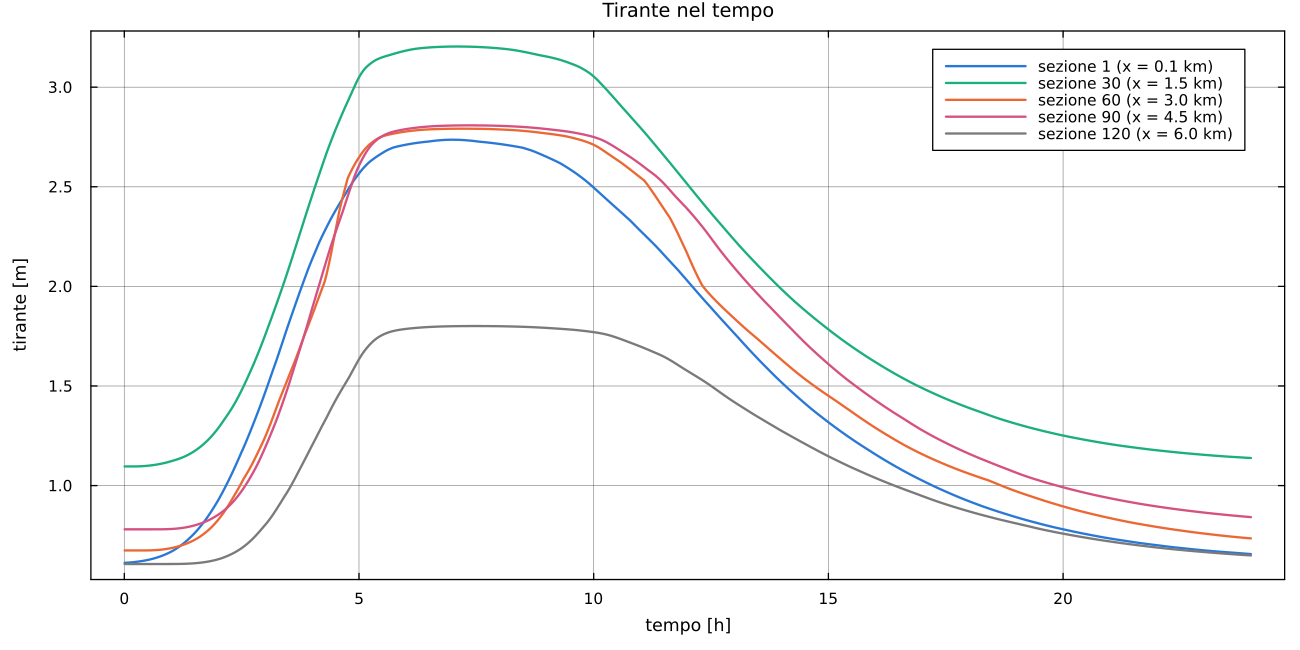 Tirante nel tempo
tirante [m]
3.0
2.5
2.0
1.5
1.0
sezione 1 (x = 0.1 km)
sezione 30 (x = 1.5 km)
sezione 60 (x = 3.0 km)
sezione 90 (x = 4.5 km)
sezione 120 (x = 6.0 km)
0 5 10 15 20
tempo [h]